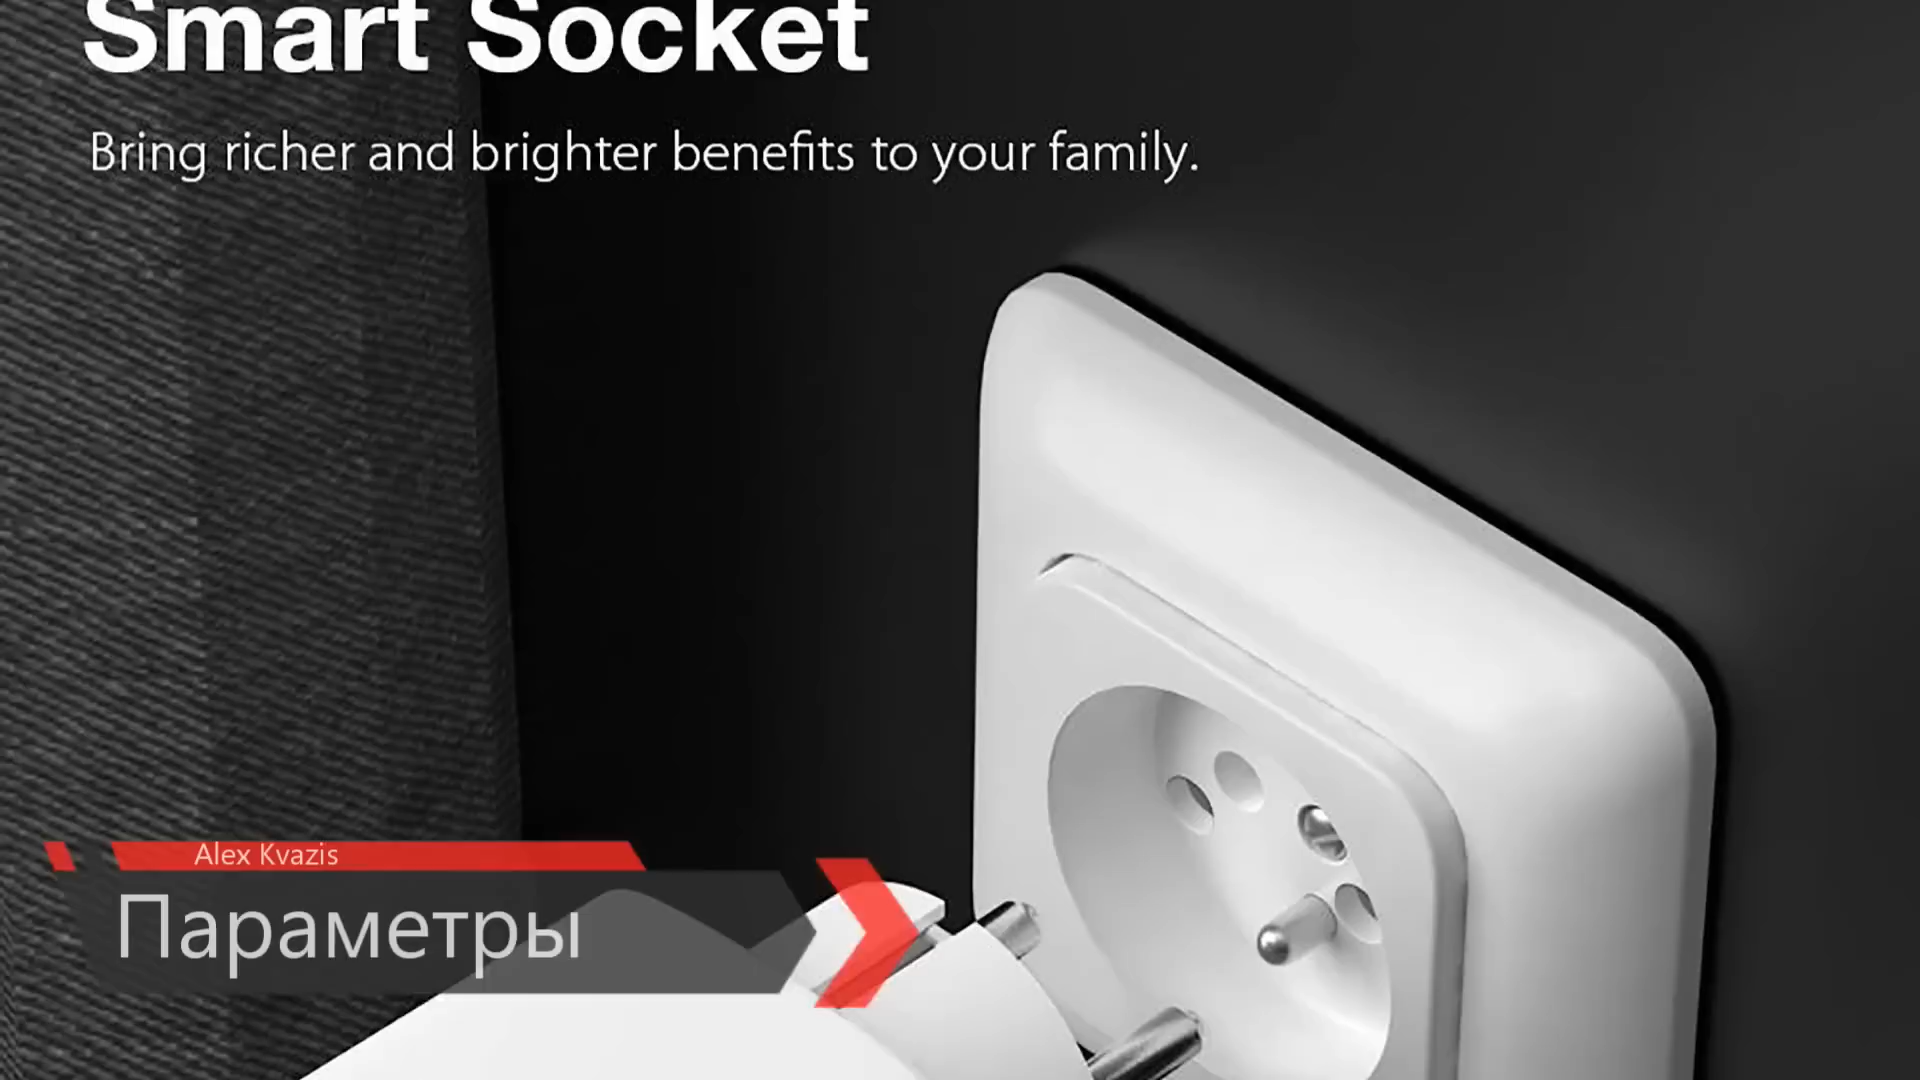 Smart Socket
Bring richer and brighter benefits to your family.
Alex Kvazis
Параметры